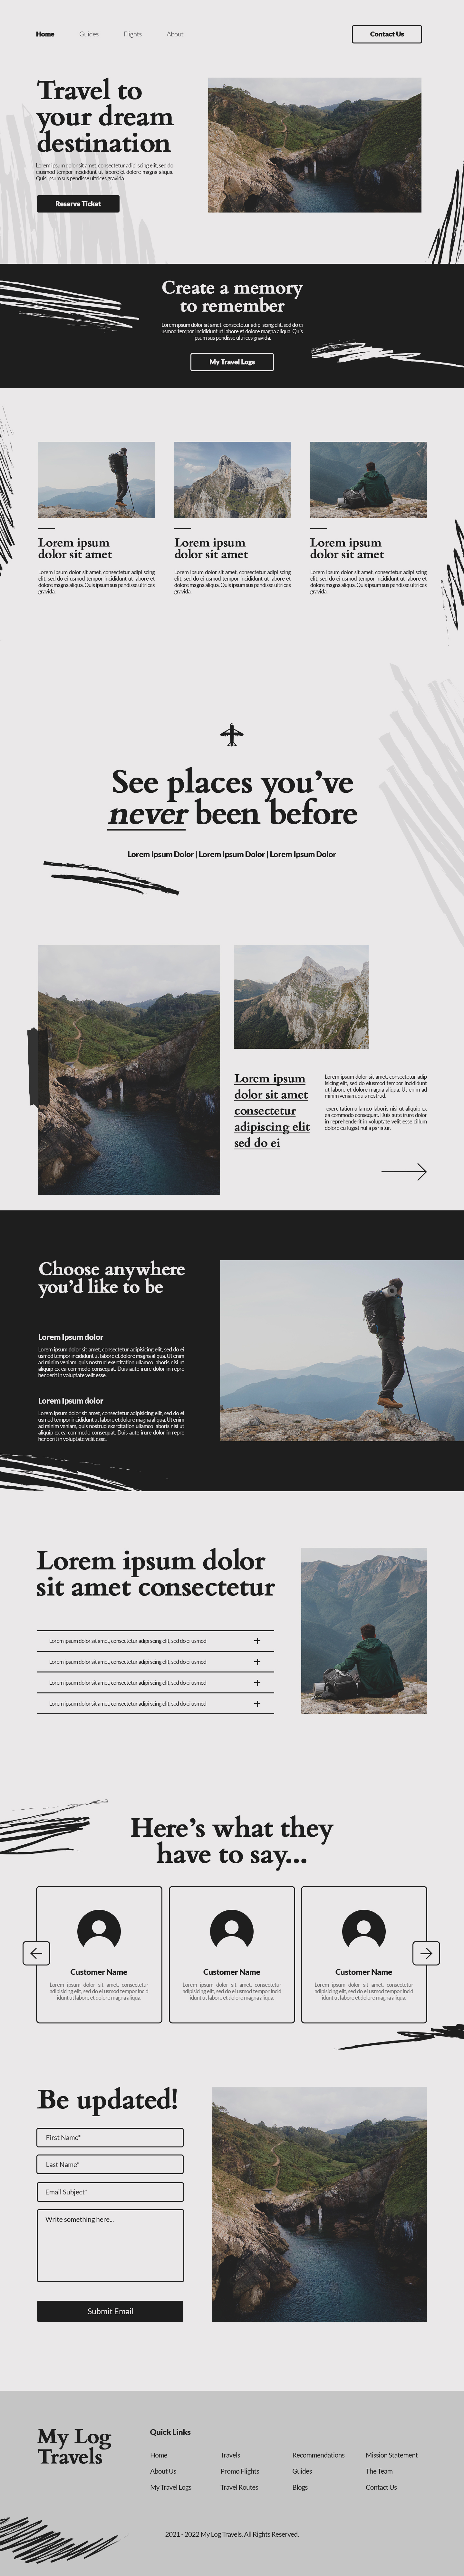 Home
Guides
Flights
About
Contact Us
Travel to
your dream
destination
Lorem ipsum dolor sit amet, consectetur adipi scing elit, sed do
eiusmod tempor incididunt ut labore et dolore magna aliqua.
Quis ipsum sus pendisse ultrices gravida.
Reserve Ticket
Create a memory
to remember
Lorem ipsum dolor sit amet, consectetur adipi scing elit, sed do ei
usmod tempor incididunt ut labore et dolore magna aliqua. Quis
ipsum sus pendisse ultrices gravida.
My Travel Logs
Lorem ipsum
dolor sit amet
Lorem ipsum dolor sit amet, consectetur adipi scing
elit, sed do ei usmod tempor incididunt ut labore et
dolore magna aliqua. Quis ipsum sus pendisse ultrices
gravida.
Lorem ipsum
dolor sit amet
Lorem ipsum dolor sit amet, consectetur adipi scing
elit, sed do ei usmod tempor incididunt ut labore et
dolore magna aliqua. Quis ipsum sus pendisse ultrices
gravida.
Lorem ipsum
dolor sit amet
Lorem ipsum dolor sit amet, consectetur adipi scing
elit, sed do ei usmod tempor incididunt ut labore et
dolore magna aliqua. Quis ipsum sus pendisse ultrices
gravida.
See places you’ve
never been before
Lorem Ipsum Dolor | Lorem Ipsum Dolor | Lorem Ipsum Dolor
Lorem ipsum
dolor sit amet
consectetur
adipiscing elit
sed do ei
Lorem ipsum dolor sit amet, consectetur adip
isicing elit, sed do eiusmod tempor incididunt
ut labore et dolore magna aliqua. Ut enim ad
minim veniam, quis nostrud.
exercitation ullamco laboris nisi ut aliquip ex
ea commodo consequat. Duis aute irure dolor
in reprehenderit in voluptate velit esse cillum
dolore eu fugiat nulla pariatur.
Choose anywhere
you’d like to be
Lorem Ipsum dolor
Lorem ipsum dolor sit amet, consectetur adipisicing elit, sed do ei
usmod tempor incididunt ut labore et dolore magna aliqua. Ut enim
ad minim veniam, quis nostrud exercitation ullamco laboris nisi ut
aliquip ex ea commodo consequat. Duis aute irure dolor in repre
henderit in voluptate velit esse.
Lorem Ipsum dolor
Lorem ipsum dolor sit amet, consectetur adipisicing elit, sed do ei
usmod tempor incididunt ut labore et dolore magna aliqua. Ut enim
ad minim veniam, quis nostrud exercitation ullamco laboris nisi ut
aliquip ex ea commodo consequat. Duis aute irure dolor in repre
henderit in voluptate velit esse.
Lorem ipsum dolor
sit amet consectetur
Lorem ipsum dolor sit amet, consectetur adipi scing elit, sed do ei usmod
Lorem ipsum dolor sit amet, consectetur adipi scing elit, sed do ei usmod
Lorem ipsum dolor sit amet, consectetur adipi scing elit, sed do ei usmod
Lorem ipsum dolor sit amet, consectetur adipi scing elit, sed do ei usmod
Here’s what they
have to say...
Customer Name
Lorem ipsum dolor sit amet, consectetur
adipisicing elit, sed do ei usmod tempor incid
idunt ut labore et dolore magna aliqua.
Customer Name
Lorem ipsum dolor sit amet, consectetur
adipisicing elit, sed do ei usmod tempor incid
idunt ut labore et dolore magna aliqua.
Customer Name
Lorem ipsum dolor sit amet, consectetur
adipisicing elit, sed do ei usmod tempor incid
idunt ut labore et dolore magna aliqua.
Be updated!
First Name*
Last Name*
Email Subject*
Write something here...
Submit Email
My Log
Travels
Quick Links
Home
About Us
My Travel Logs
Travels
Promo Flights
Travel Routes
Recommendations
Guides
Blogs
Mission Statement
The Team
Contact Us
2021 - 2022 My Log Travels. All Rights Reserved.